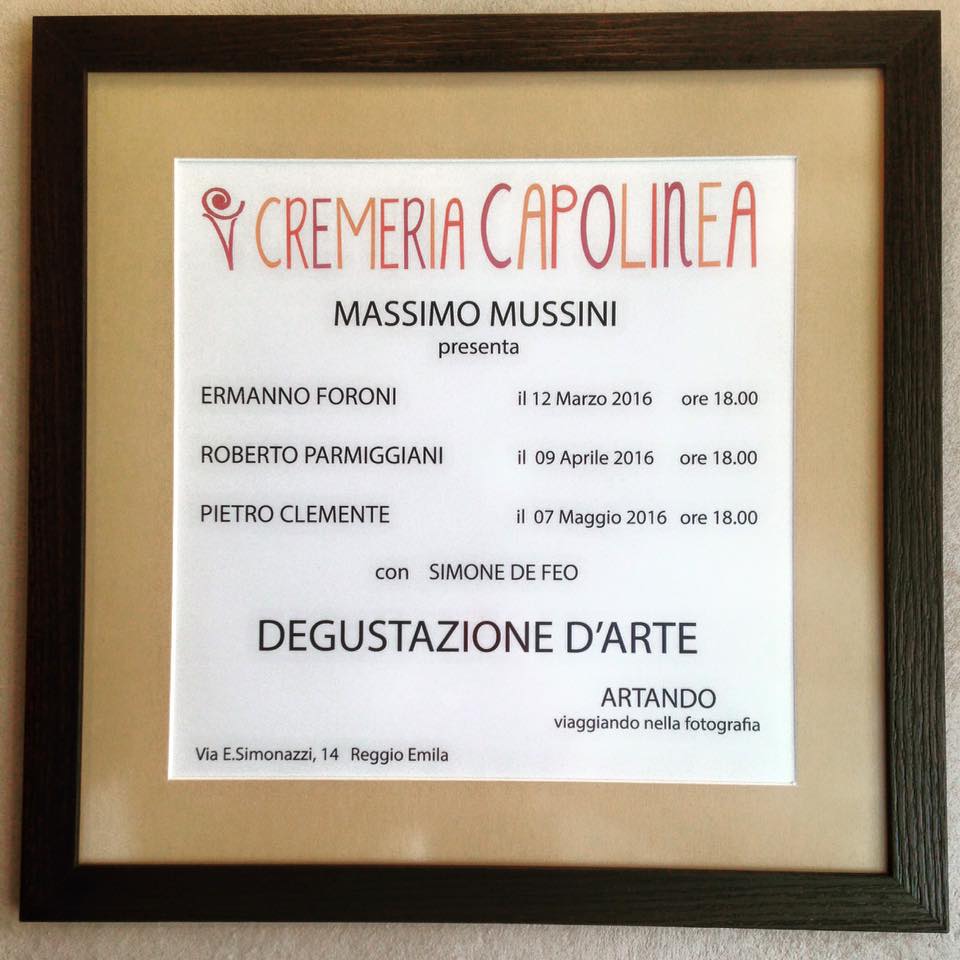 CREMERIA CAPOLINEA
MASSIMO MUSSINI
presenta
ERMANNO FORONI il 12 Marzo 2016 ore 18.00
ROBERTO PARMIGGIANI il 09 Aprile 2016 ore 18.00
PIETRO CLEMENTE il 07 Maggio 2016 ore 18.00
con SIMONE DE FEO
DEGUSTAZIONE D'ARTE
ARTANDO
viaggiando nella fotografia
Via E.Simonazzi, 14 Reggio Emila